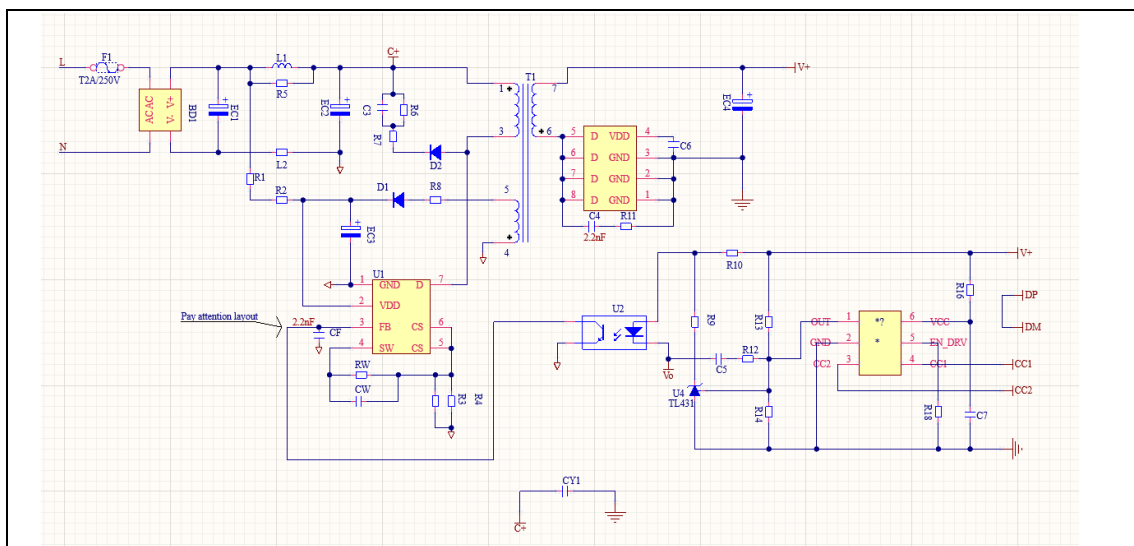 L
F1
T2A/250V
L1
C+
R5
AC AC
V+
V-
BD1
EC1
EC2
C3
R6
R7
D2
T1
1
3
7
6
V+
EC4
N
L2
5
4
5 D VDD 4
6 D GND 3
7 D GND 2
8 D GND 1
C6
C4
R11
2.2nF
R1
R2
D1
R8
EC3
U1
1 GND D 7
2 VDD
3 FB CS 6
4 SW CS 5
Pay attention layout
2.2nF
CF
RW
CW
R3
R4
U2
R10
V+
R9
R13
R16
DP
DM
OUT 1 *? 6 VCC
GND 2 * 5 EN_DRV
CC2 3 4 CC1
CC1
CC2
R12
C5
Vo
U4
TL431
R14
R18
C7
CY1
C+